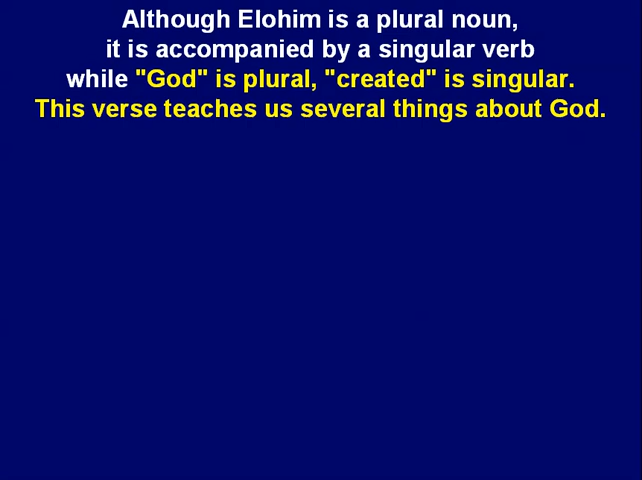 Although Elohim is a plural noun,
it is accompanied by a singular verb
while "God" is plural, "created" is singular.
This verse teaches us several things about God.